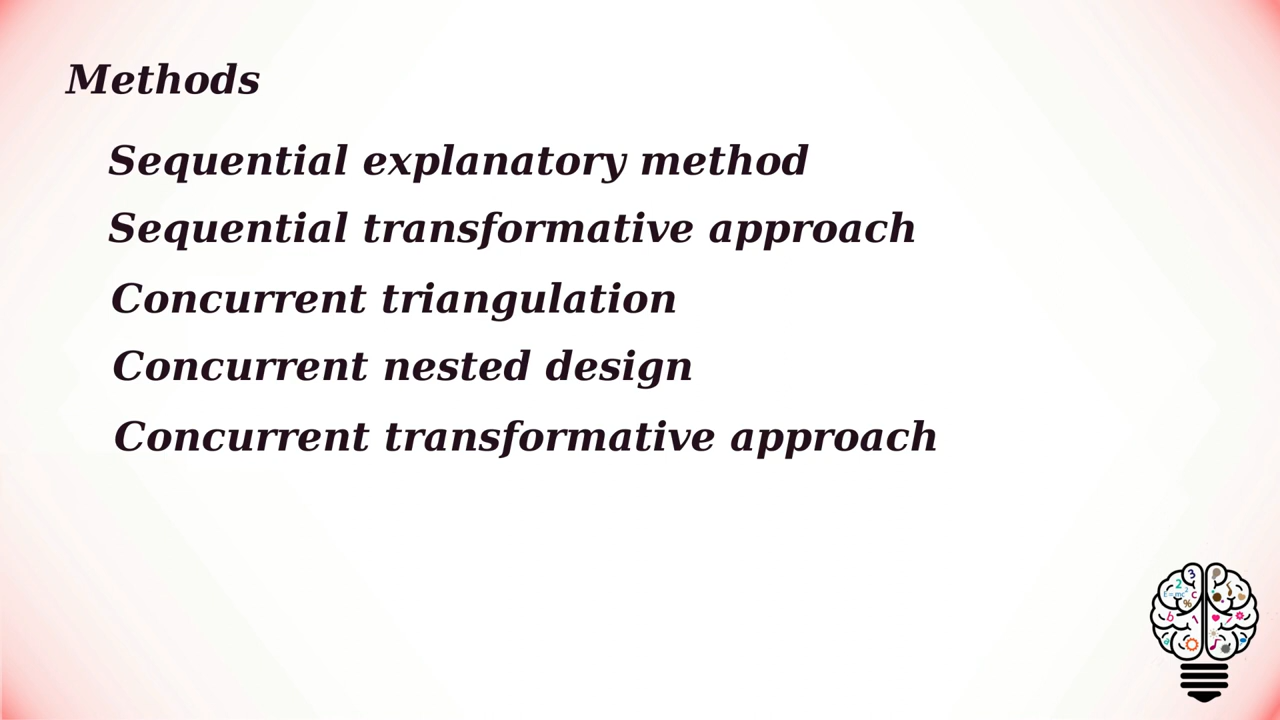 Methods
Sequential explanatory method
Sequential transformative approach
Concurrent triangulation
Concurrent nested design
Concurrent transformative approach